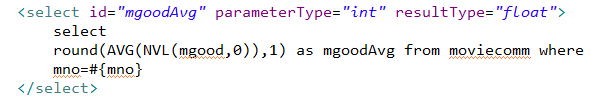 <select id="mgoodAvg" parameterType="int" resultType="float">
select
round(AVG(NVL(mgood,0)),1) as mgoodAvg from moviecomm where
mno=#{mno}
</select>